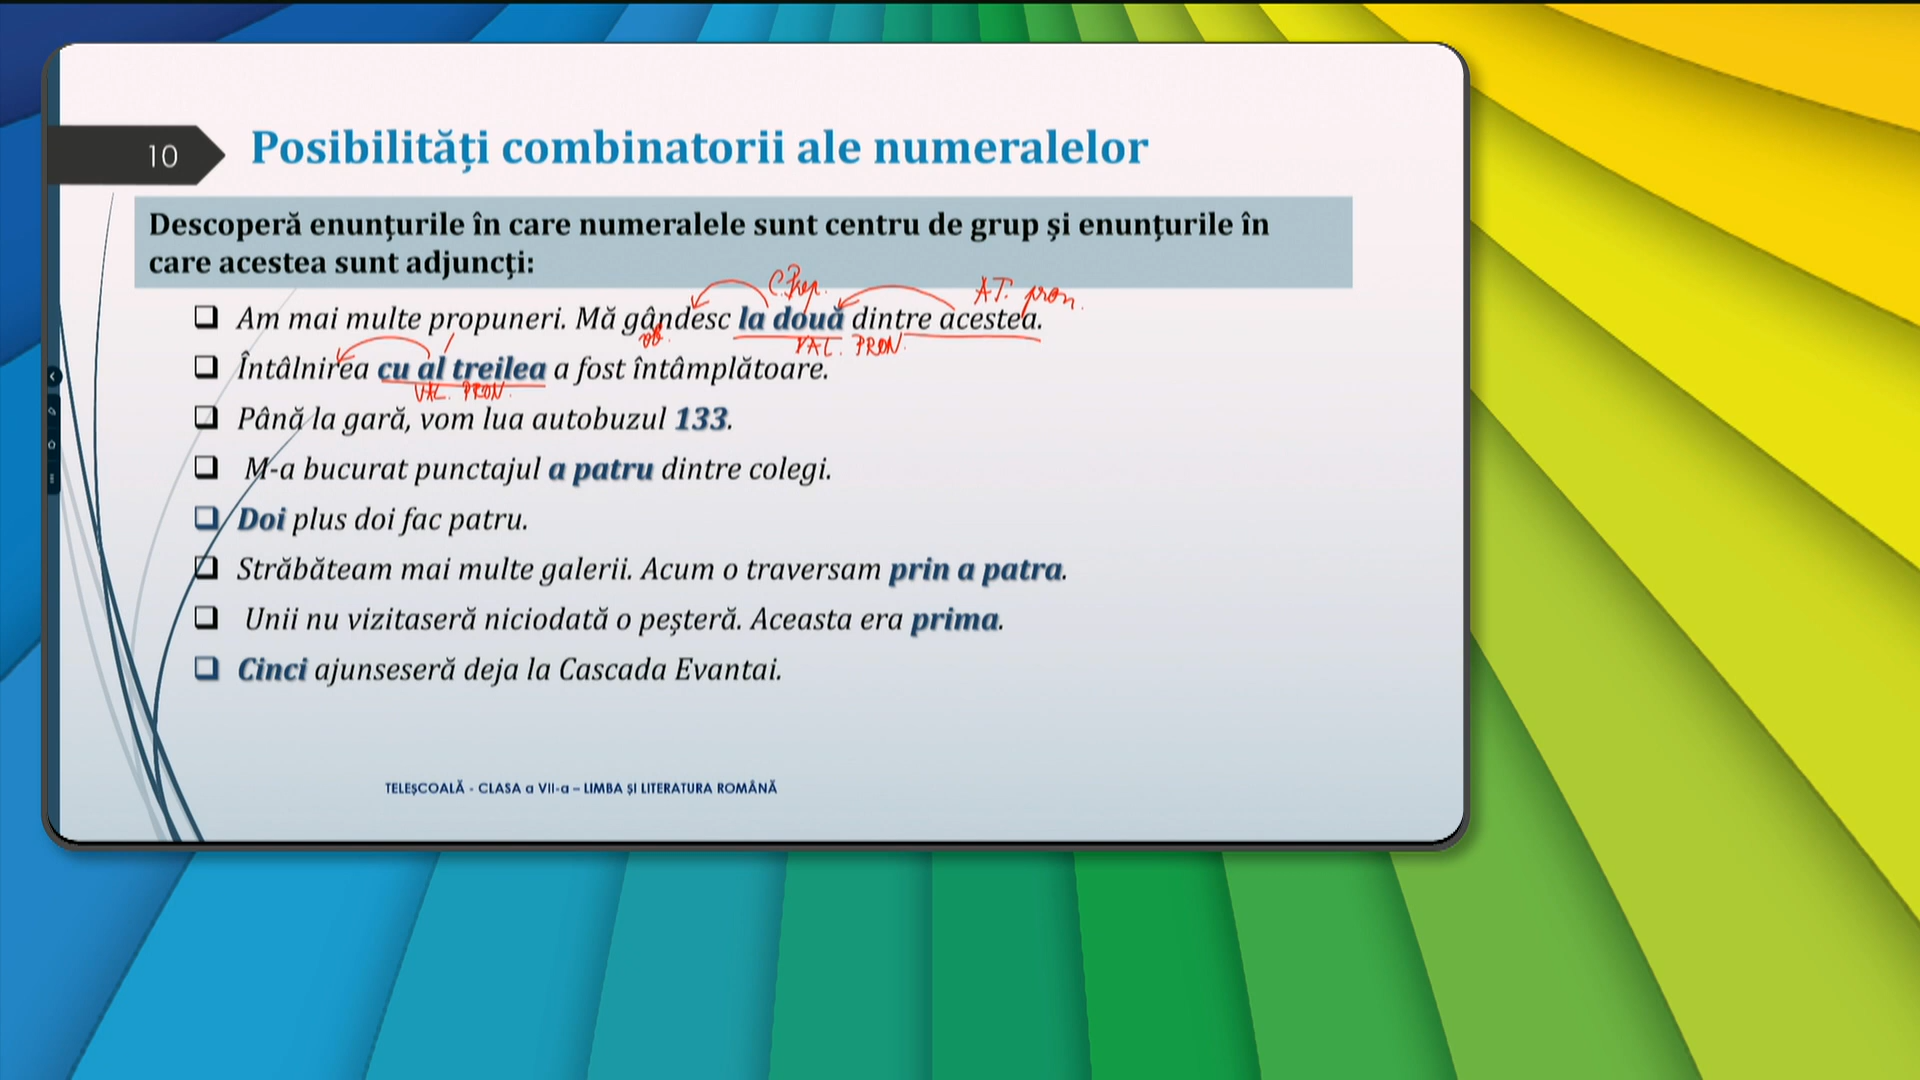 10
Posibilități combinatorii ale numeralelor
Descoperă enunțurile în care numeralele sunt centru de grup și enunțurile în
care acestea sunt adjuncți:
C. Prep.
AT. pron.
❑ Am mai multe propuneri. Mă gândesc la două dintre acestea.
vb.
VAL. PRON.
❑ Întâlnirea cu al treilea a fost întâmplătoare.
VAL. PRON.
❑ Până la gară, vom lua autobuzul 133.
❑ M-a bucurat punctajul a patru dintre colegi.
❑ Doi plus doi fac patru.
❑ Străbăteam mai multe galerii. Acum o traversam prin a patra.
❑ Unii nu vizitaseră niciodată o peșteră. Aceasta era prima.
❑ Cinci ajunseseră deja la Cascada Evantai.
TELEȘCOALĂ - CLASA a VII-a – LIMBA ȘI LITERATURA ROMÂNĂ